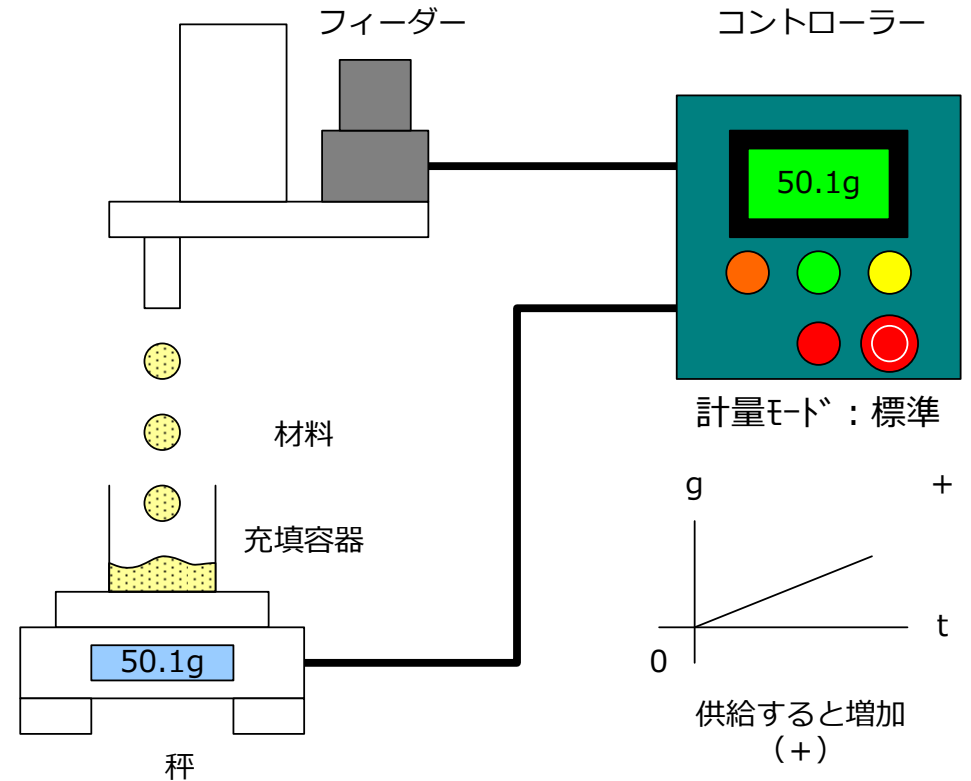 フィーダー
コントローラー
50.1g
計量ﾓｰﾄﾞ：標準
材料
充填容器
50.1g
秤
g
+
t
0
供給すると増加
（+）